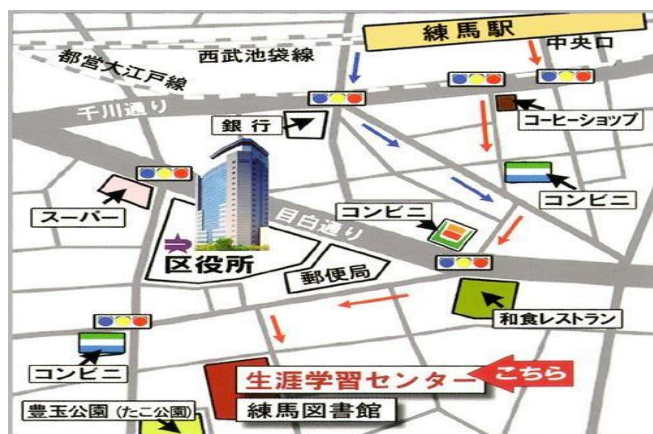 練馬駅
中央口
西武池袋線
都営大江戸線
千川通り
銀行
コーヒーショップ
コンビニ
スーパー
コンビニ
目白通り
区役所
郵便局
和食レストラン
コンビニ
生涯学習センター
こちら
練馬図書館
豊玉公園(たこ公園)